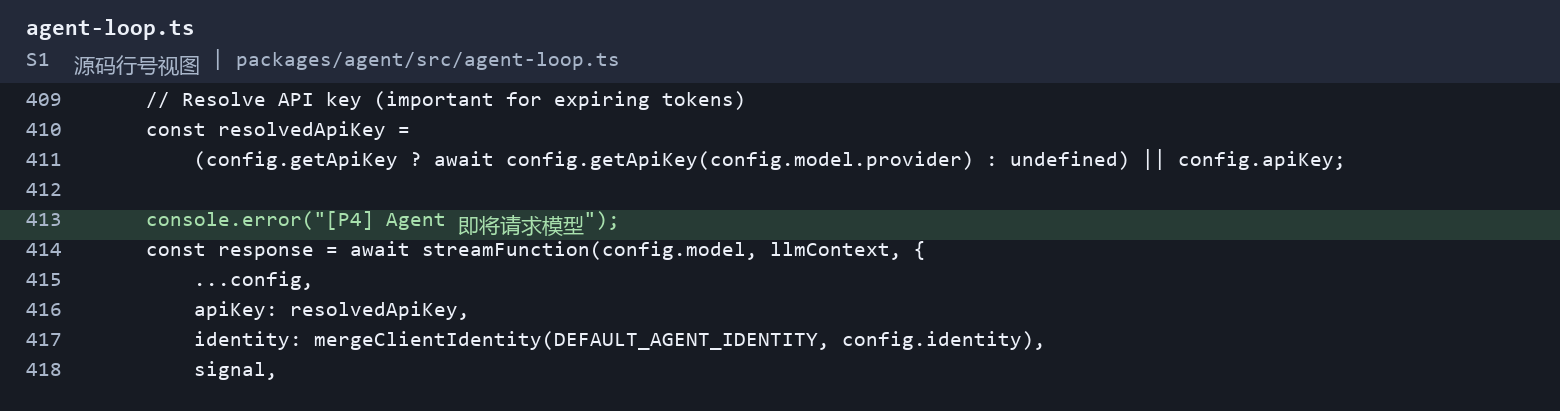 agent-loop.ts
S1 源码行号视图 | packages/agent/src/agent-loop.ts
409 // Resolve API key (important for expiring tokens)
410 const resolvedApiKey =
411 (config.getApiKey ? await config.getApiKey(config.model.provider) : undefined) || config.apiKey;
412
413 console.error("[P4] Agent 即将请求模型");
414 const response = await streamFunction(config.model, llmContext, {
415 ...config,
416 apiKey: resolvedApiKey,
417 identity: mergeClientIdentity(DEFAULT_AGENT_IDENTITY, config.identity),
418 signal,